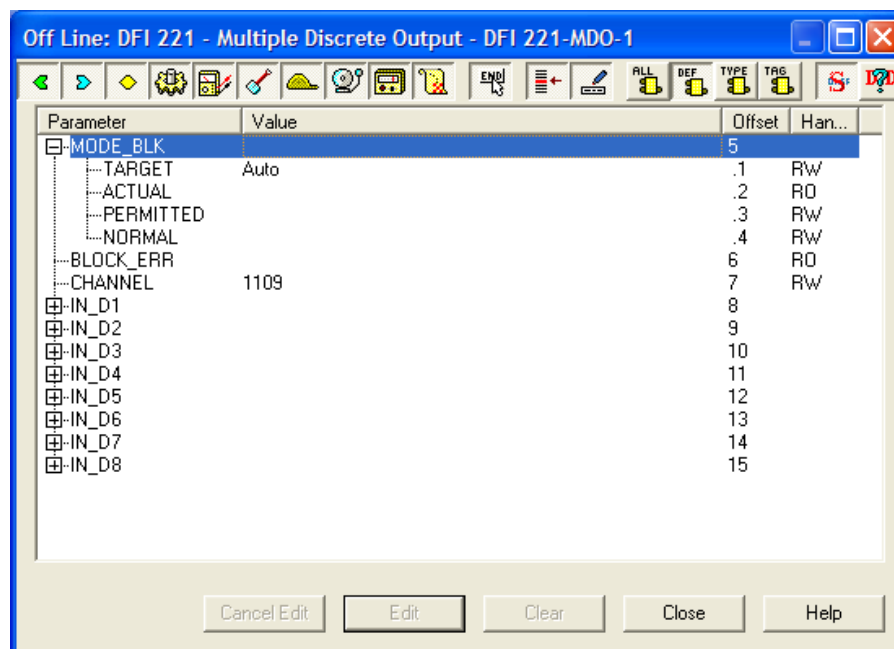 Off Line: DFI 221 - Multiple Discrete Output - DFI 221-MDO-1
END ALL DEF TYPE TAG
Parameter Value Offset Han...
MODE_BLK 5
TARGET Auto .1 RW
ACTUAL .2 RO
PERMITTED .3 RW
NORMAL .4 RW
BLOCK_ERR 6 RO
CHANNEL 1109 7 RW
IN_D1 8
IN_D2 9
IN_D3 10
IN_D4 11
IN_D5 12
IN_D6 13
IN_D7 14
IN_D8 15
Cancel Edit Edit Clear Close Help